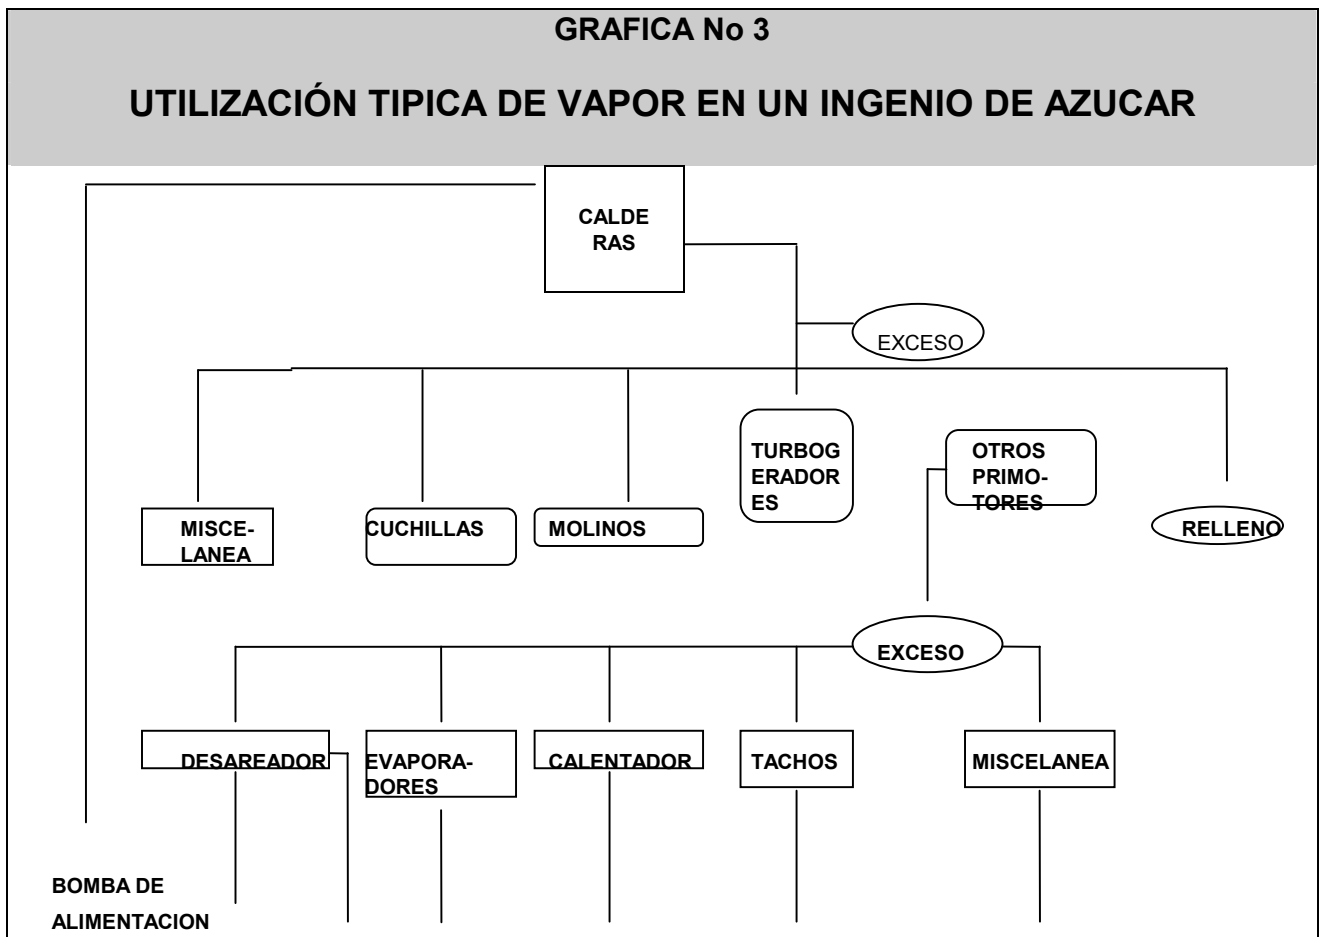 GRAFICA No 3
UTILIZACIÓN TIPICA DE VAPOR EN UN INGENIO DE AZUCAR
CALDE
RAS
EXCESO
TURBOG
ERADOR
ES
OTROS
PRIMO-
TORES
MISCE-
LANEA
CUCHILLAS
MOLINOS
RELLENO
EXCESO
DESAREADOR
EVAPORA-
DORES
CALENTADOR
TACHOS
MISCELANEA
BOMBA DE
ALIMENTACION